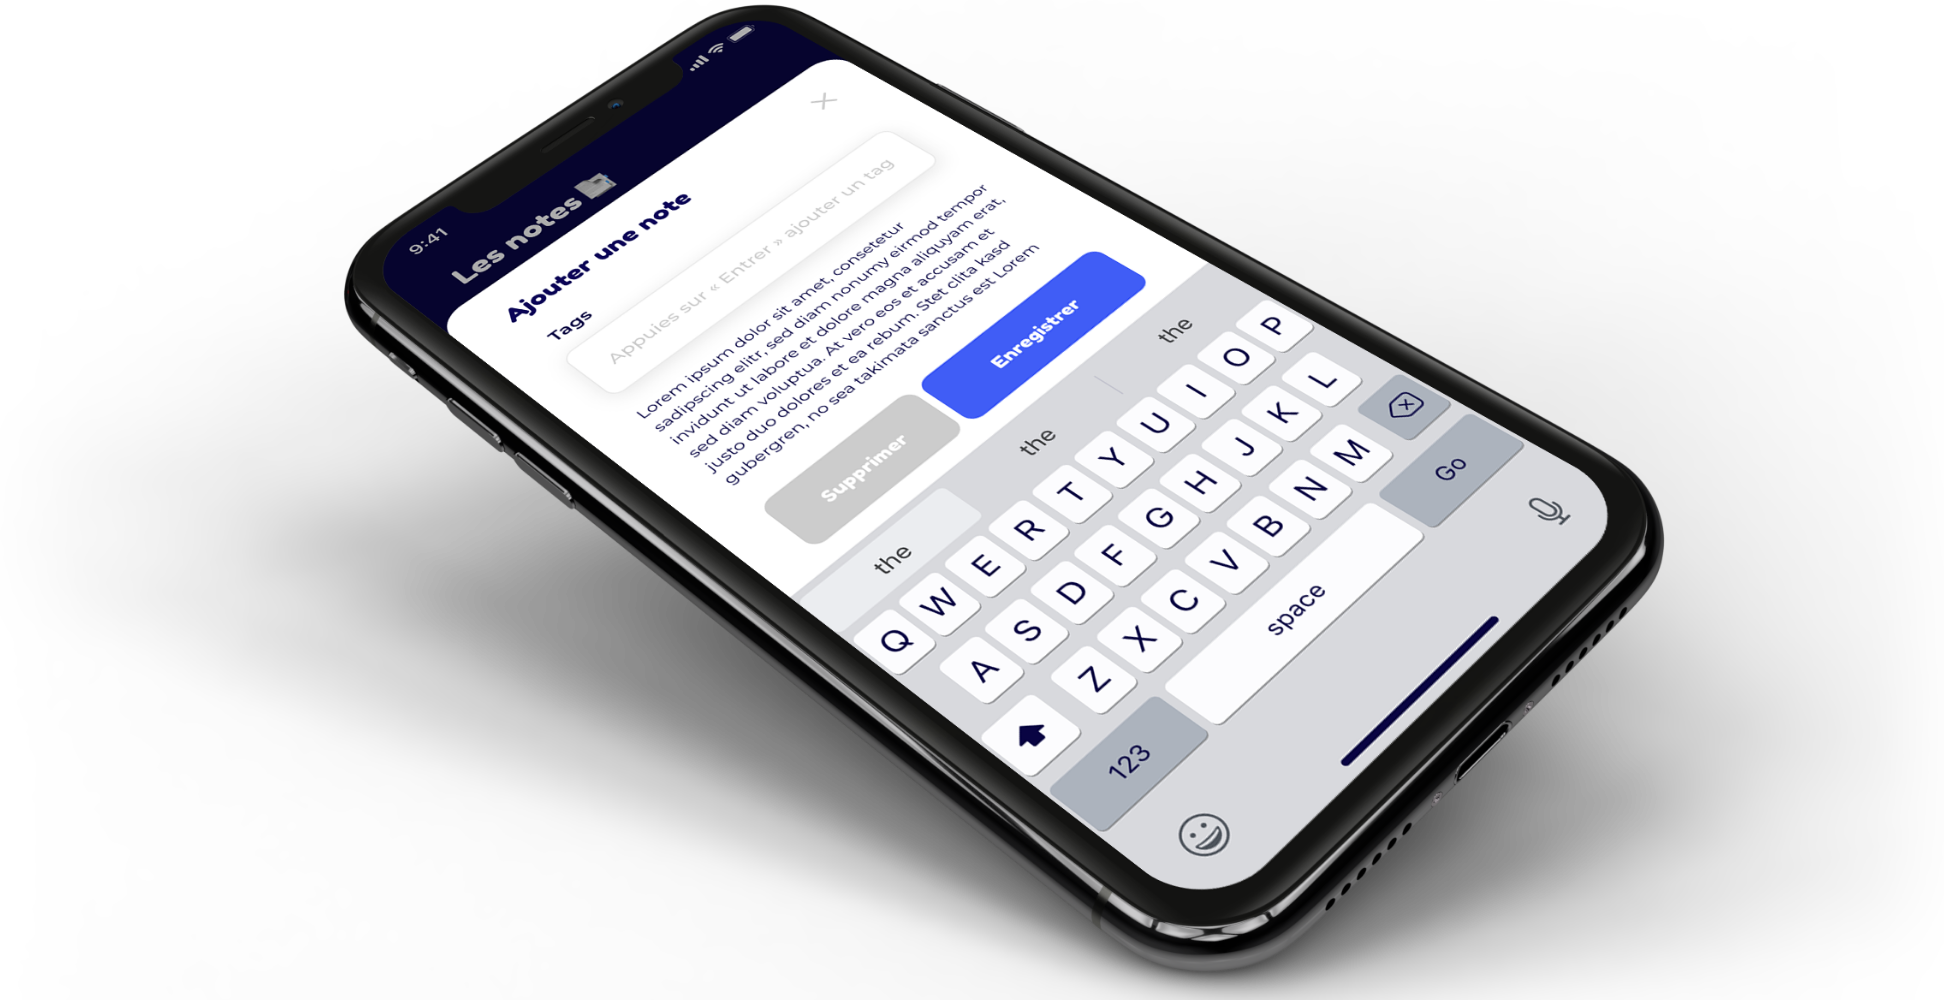 9:41
Les notes
Ajouter une note
Tags
Appuies sur « Entrer » ajouter un tag
Lorem ipsum dolor sit amet, consetetur
sadipscing elitr, sed diam nonumy eirmod tempor
invidunt ut labore et dolore magna aliquyam erat,
sed diam voluptua. At vero eos et accusam et
justo duo dolores et ea rebum. Stet clita kasd
gubergren, no sea takimata sanctus est Lorem
Supprimer Enregistrer
the the the
Q W E R T Y U I O P
A S D F G H J K L
Z X C V B N M
123 space Go